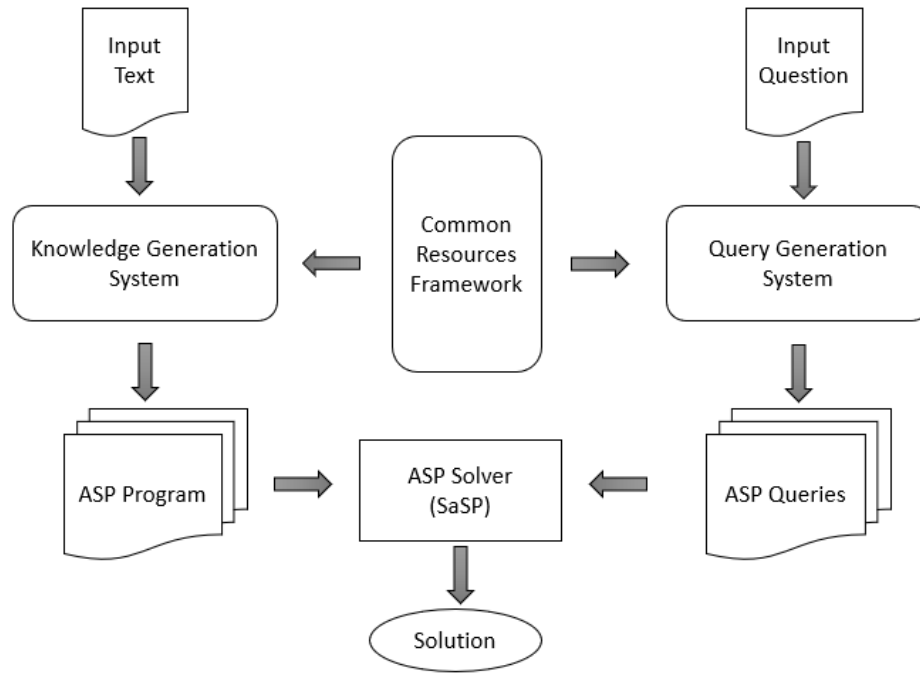 Input
Text
Input
Question
Common
Resources
Framework
Knowledge Generation
System
Query Generation
System
ASP Program
ASP Solver
(SaSP)
ASP Queries
Solution